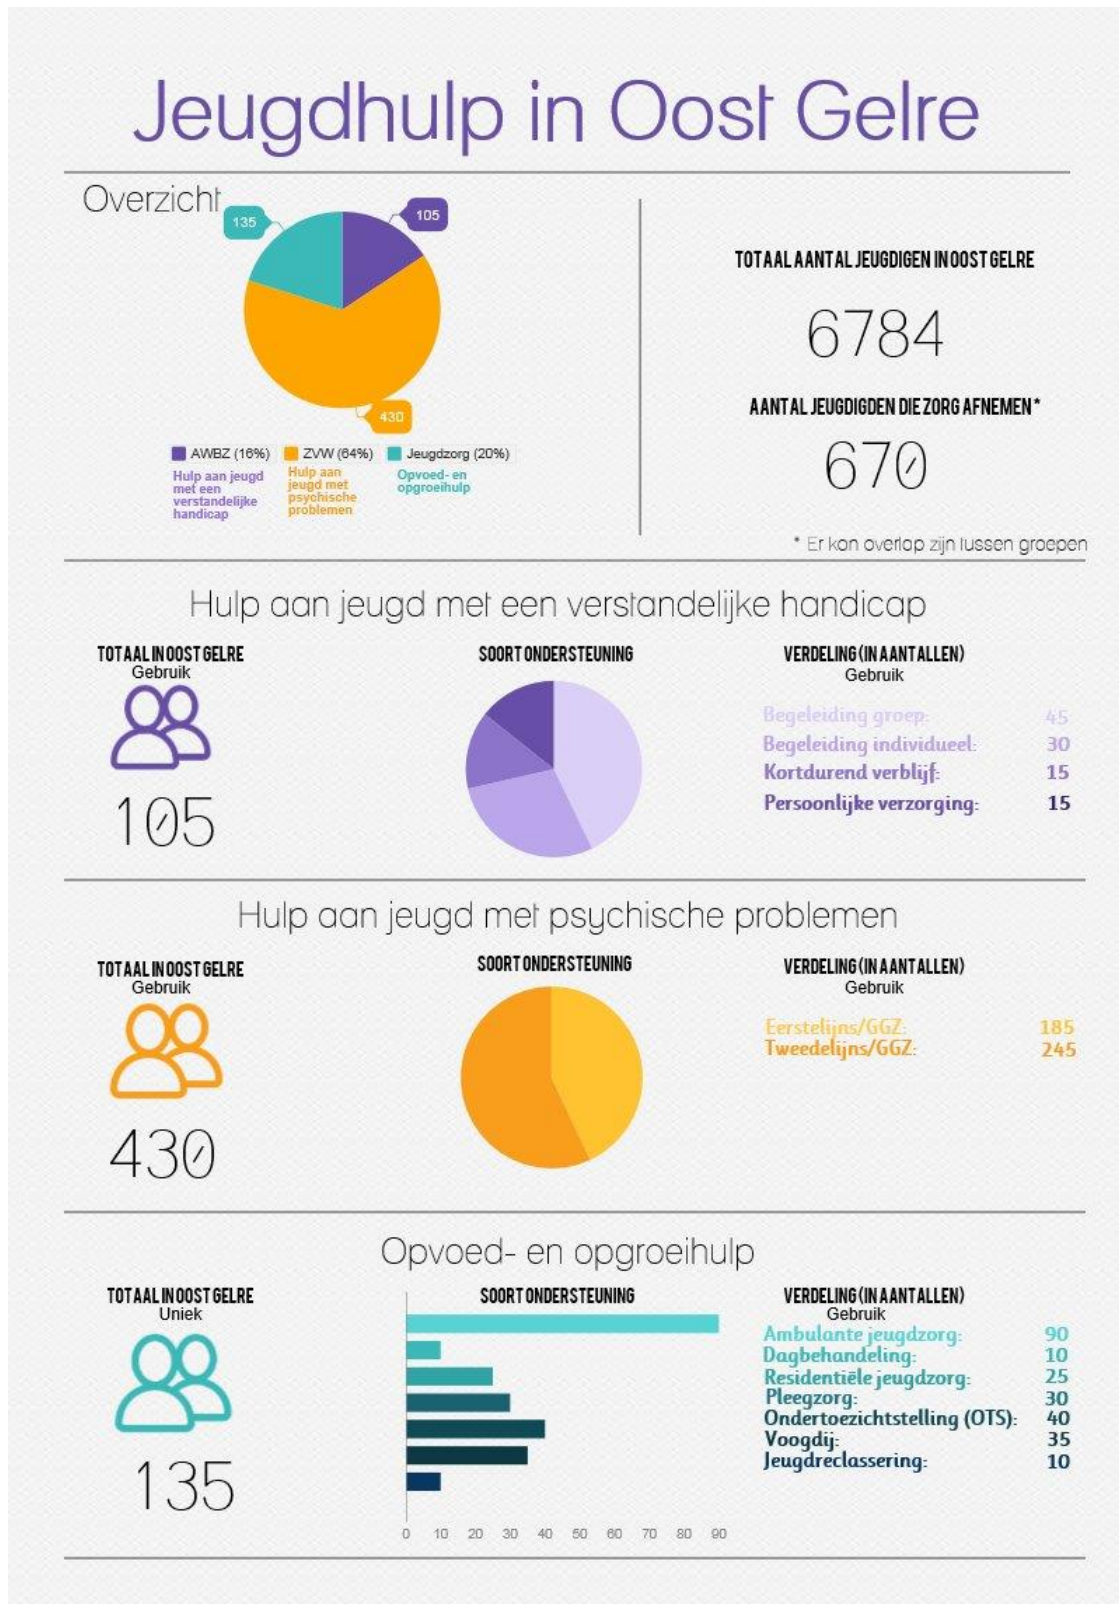 Jeugdhulp in Oost Gelre
Overzicht
135
105
430
AWBZ (16%) ZVW (64%) Jeugdzorg (20%)
Hulp aan jeugd
met een
verstandelijke
handicap
Hulp aan
jeugd met
psychische
problemen
Opvoed- en
opgroeihulp
TOTAAL AANTAL JEUGDIGEN IN OOST GELRE
6784
AANTAL JEUGDIGDEN DIE ZORG AFNEMEN*
670
* Er kan overlap zijn tussen groepen
Hulp aan jeugd met een verstandelijke handicap
TOTAAL IN OOST GELRE
Gebruik
105
SOORT ONDERSTEUNING
VERDELING (IN AANTALLEN)
Gebruik
Begeleiding groep: 45
Begeleiding individueel: 30
Kortdurend verblijf: 15
Persoonlijke verzorging: 15
Hulp aan jeugd met psychische problemen
TOTAAL IN OOST GELRE
Gebruik
430
SOORT ONDERSTEUNING
VERDELING (IN AANTALLEN)
Gebruik
Eerstelijns/GGZ: 185
Tweedelijns/GGZ: 245
Opvoed- en opgroeihulp
TOTAAL IN OOST GELRE
Uniek
135
SOORT ONDERSTEUNING
0 10 20 30 40 50 60 70 80 90
VERDELING (IN AANTALLEN)
Gebruik
Ambulante jeugdzorg: 90
Dagbehandeling: 10
Residentiële jeugdzorg: 25
Pleegzorg: 30
Ondertoezichtstelling (OTS): 40
Voogdij: 35
Jeugdreclassering: 10